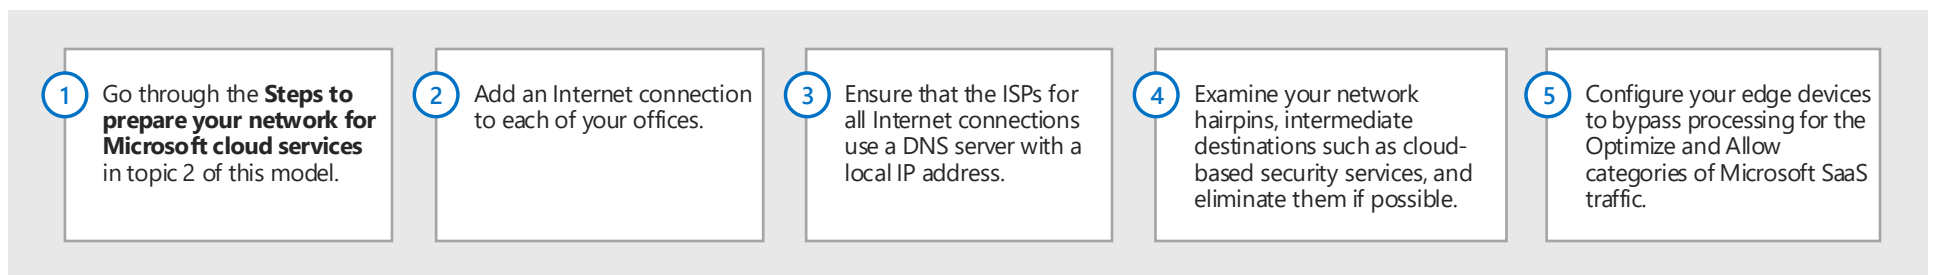 1
Go through the Steps to
prepare your network for
Microsoft cloud services
in topic 2 of this model.
2
Add an Internet connection
to each of your offices.
3
Ensure that the ISPs for
all Internet connections
use a DNS server with a
local IP address.
4
Examine your network
hairpins, intermediate
destinations such as cloud-
based security services, and
eliminate them if possible.
5
Configure your edge devices
to bypass processing for the
Optimize and Allow
categories of Microsoft SaaS
traffic.